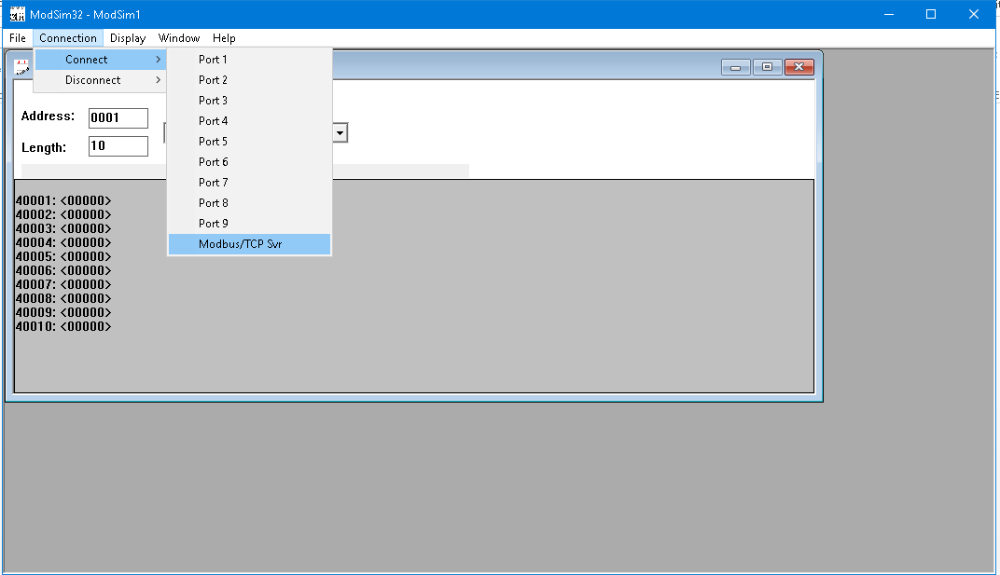 ModSim32 - ModSim1
File Connection Display Window Help
Connect
Disconnect
Port 1
Port 2
Port 3
Port 4
Port 5
Port 6
Port 7
Port 8
Port 9
Modbus/TCP Svr
Address: 0001
Length: 10
40001: <00000>
40002: <00000>
40003: <00000>
40004: <00000>
40005: <00000>
40006: <00000>
40007: <00000>
40008: <00000>
40009: <00000>
40010: <00000>